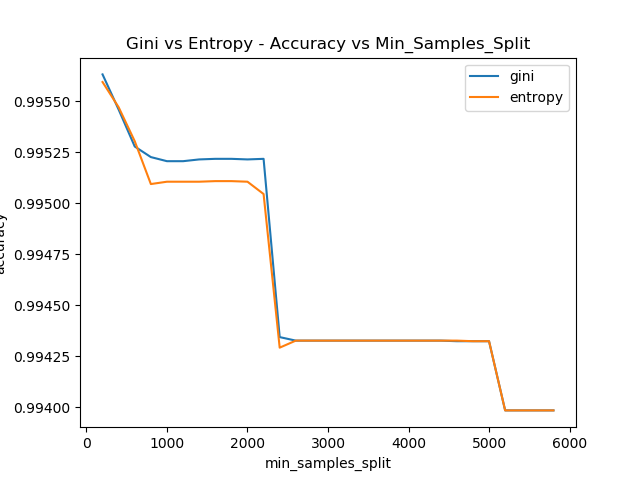 Gini vs Entropy - Accuracy vs Min_Samples_Split
gini
entropy
0.99550
0.99525
0.99500
0.99475
0.99450
0.99425
0.99400
accuracy
0
1000
2000
3000
4000
5000
6000
min_samples_split